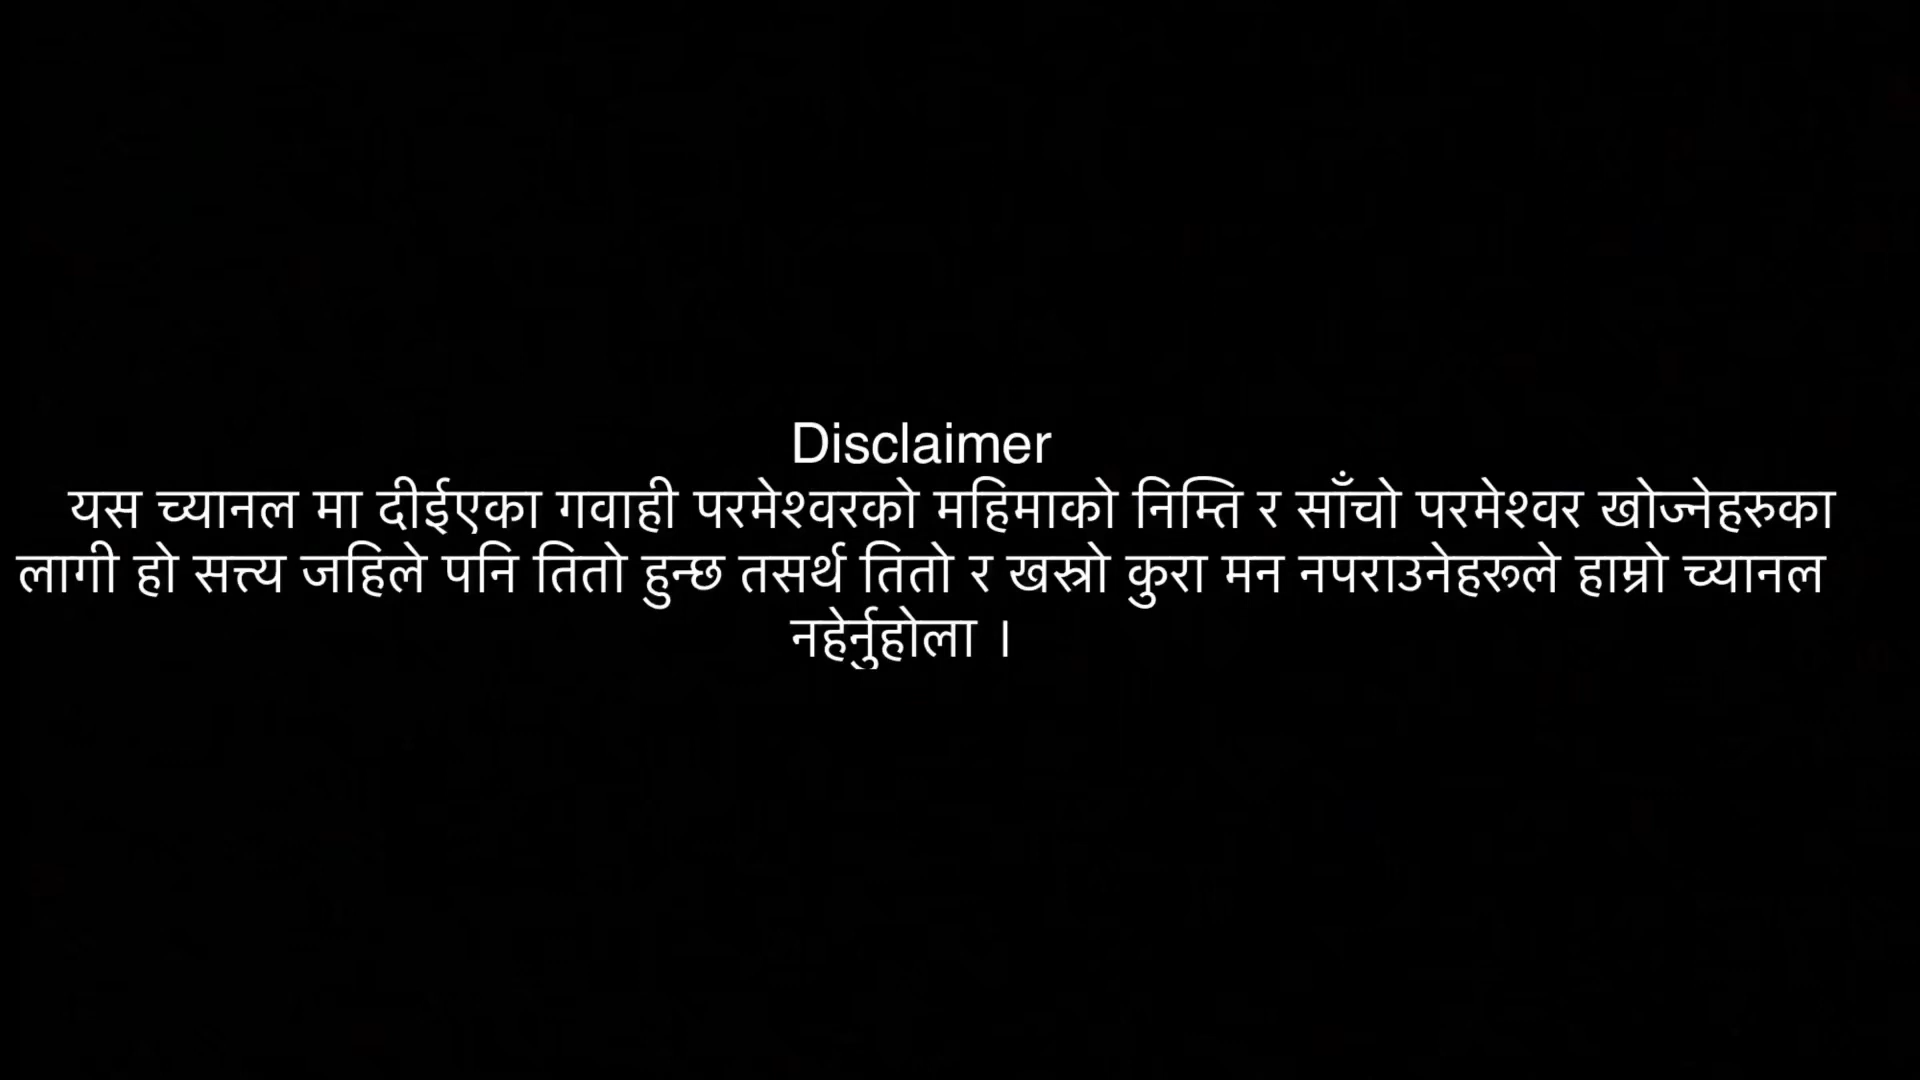 Disclaimer
यस च्यानल मा दीईएका गवाही परमेश्वरको महिमाको निम्ति र साँचो परमेश्वर खोज्नेहरुका
लागी हो सत्त्य जहिले पनि तितो हुन्छ तसर्थ तितो र खस्रो कुरा मन नपराउनेहरूले हाम्रो च्यानल
नहेर्नुहोला ।